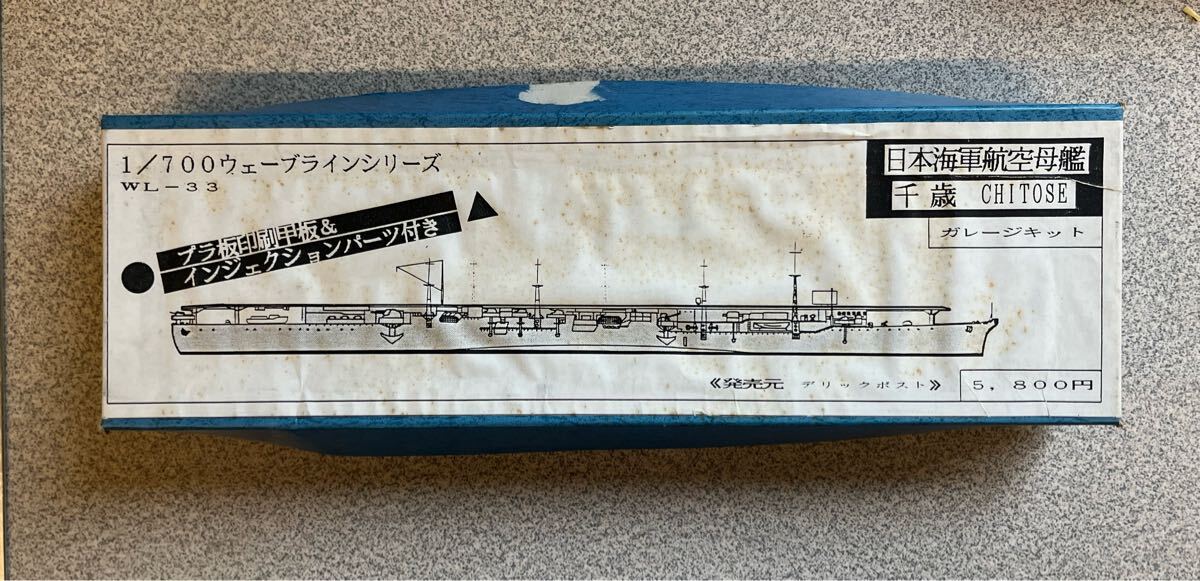 1/700ウェーブラインシリーズ
WL-33
プラ板印刷甲板&
インジェクションパーツ付き
日本海軍航空母艦
千歳 CHITOSE
ガレージキット
《発売元 デリックポスト》
5,800円